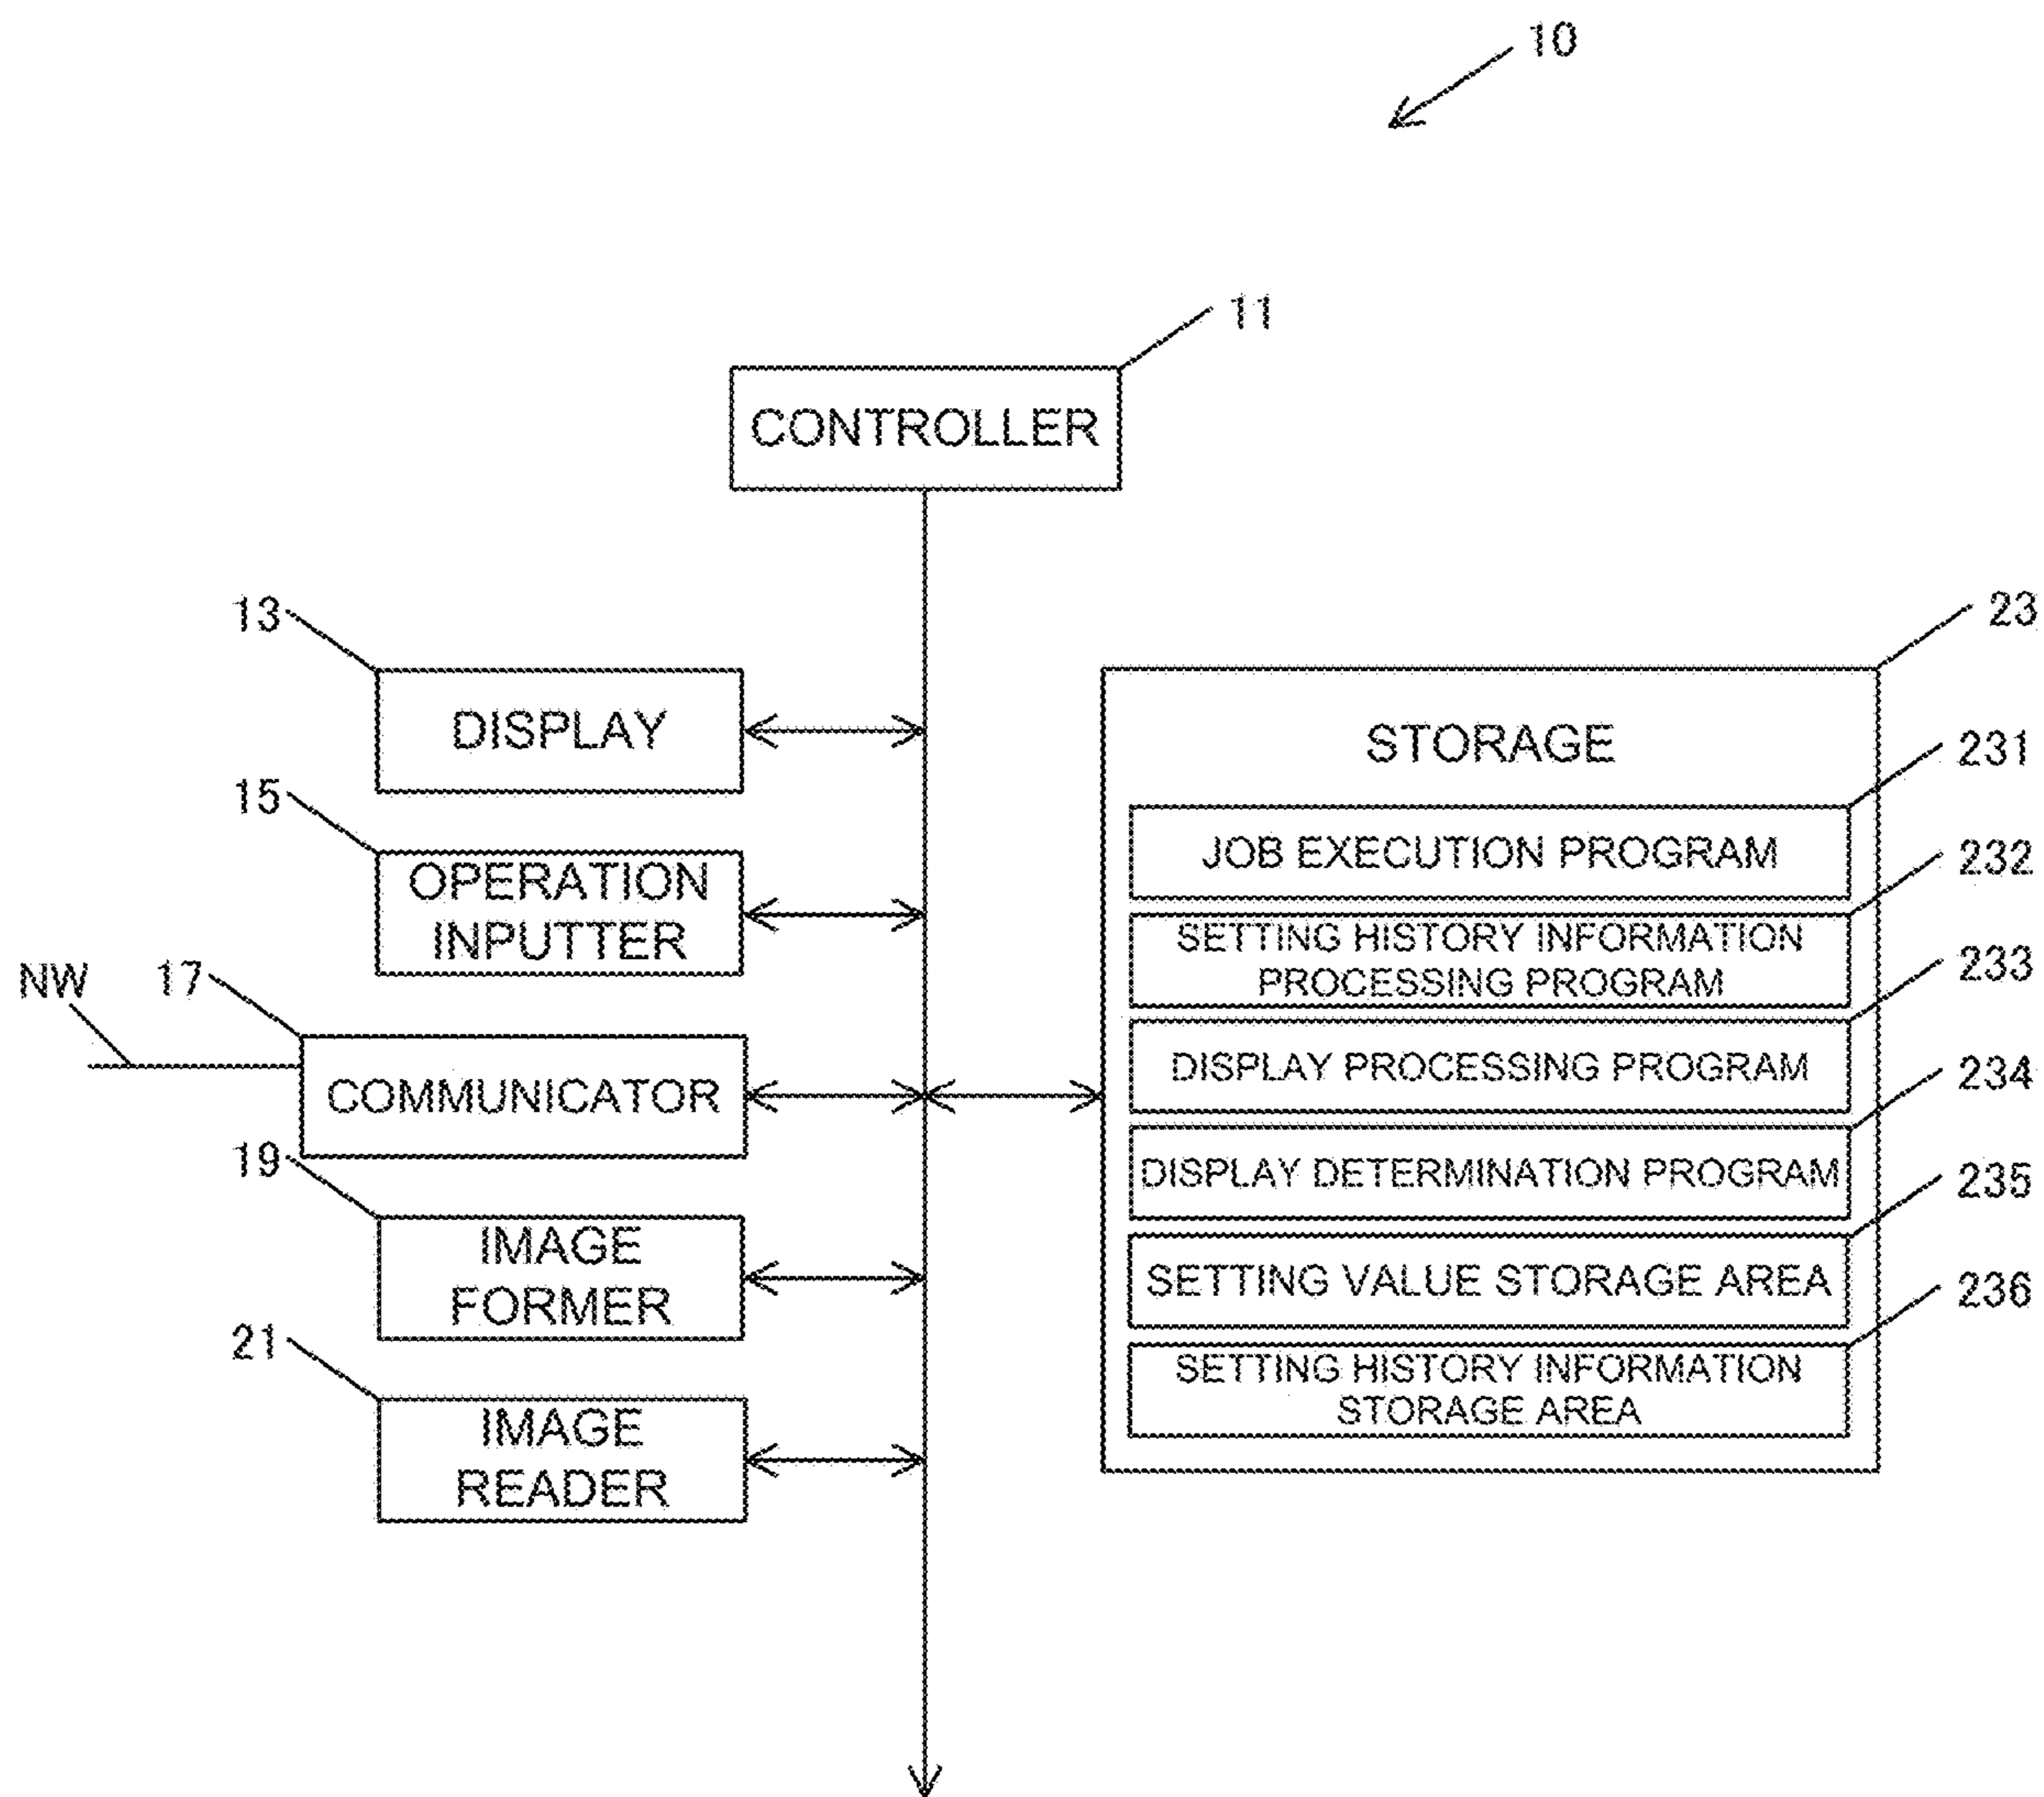 10
11
CONTROLLER
13
DISPLAY
15
OPERATION
INPUTTER
NW
17
COMMUNICATOR
19
IMAGE
FORMER
21
IMAGE
READER
23
STORAGE
231
JOB EXECUTION PROGRAM
232
SETTING HISTORY INFORMATION
PROCESSING PROGRAM
233
DISPLAY PROCESSING PROGRAM
234
DISPLAY DETERMINATION PROGRAM
235
SETTING VALUE STORAGE AREA
236
SETTING HISTORY INFORMATION
STORAGE AREA